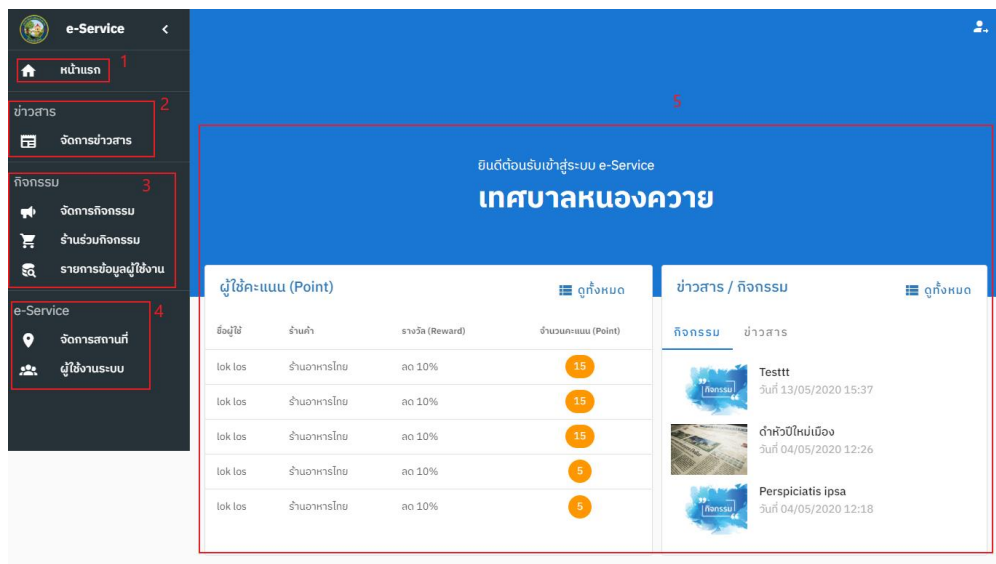 e-Service
หน้าแรก
1
ข่าวสาร
2
จัดการข่าวสาร
กิจกรรม
3
จัดการกิจกรรม
ร้านร่วมกิจกรรม
รายการข้อมูลผู้ใช้งาน
e-Service
4
จัดการสถานที่
ผู้ใช้งานระบบ
5
ยินดีต้อนรับเข้าสู่ระบบ e-Service
เทศบาลหนองควาย
ผู้ใช้คะแนน (Point)
ดูทั้งหมด
ชื่อผู้ใช้ ร้านค้า รางวัล (Reward) จำนวนคะแนน (Point)
lok los ร้านอาหารไทย ลด 10% 15
lok los ร้านอาหารไทย ลด 10% 15
lok los ร้านอาหารไทย ลด 10% 15
lok los ร้านอาหารไทย ลด 10% 5
lok los ร้านอาหารไทย ลด 10% 5
ข่าวสาร / กิจกรรม
ดูทั้งหมด
กิจกรรม ข่าวสาร
กิจกรรม
Testtt
วันที่ 13/05/2020 15:37
ดำหัวปีใหม่เมือง
วันที่ 04/05/2020 12:26
กิจกรรม
Perspiciatis ipsa
วันที่ 04/05/2020 12:18